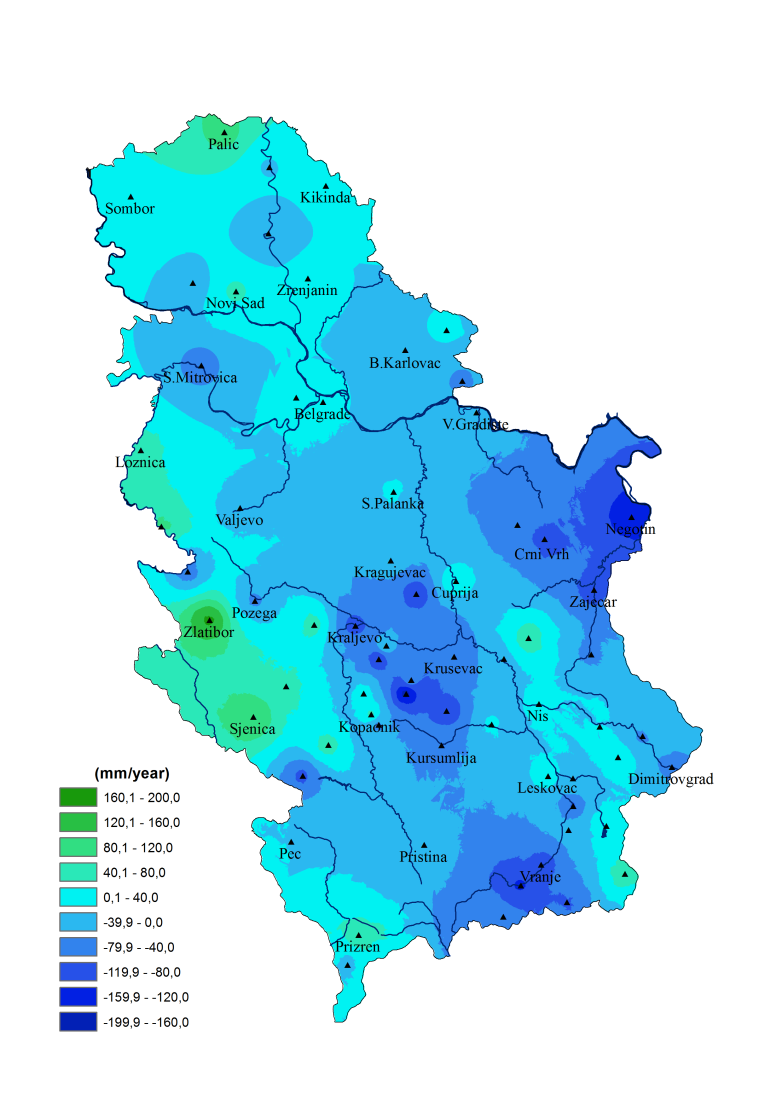 Palic
Kikinda
Sombor
Zrenjanin
Novi Sad
B.Karlovac
S.Mitrovica
Belgrade
V.Gradiste
Loznica
S.Palanka
Valjevo
Negotin
Crni Vrh
Kragujevac
Cuprija
Zajecar
Pozega
Zlatibor
Kraljevo
Krusevac
Nis
Sjenica
Kopaonik
Kursumlija
(mm/year)
Dimitrovgrad
Leskovac
160,1 - 200,0
120,1 - 160,0
80,1 - 120,0
Pec
Pristina
40,1 - 80,0
Vranje
0,1 - 40,0
-39,9 - 0,0
-79,9 - -40,0
Prizren
-119,9 - -80,0
-159,9 - -120,0
-199,9 - -160,0